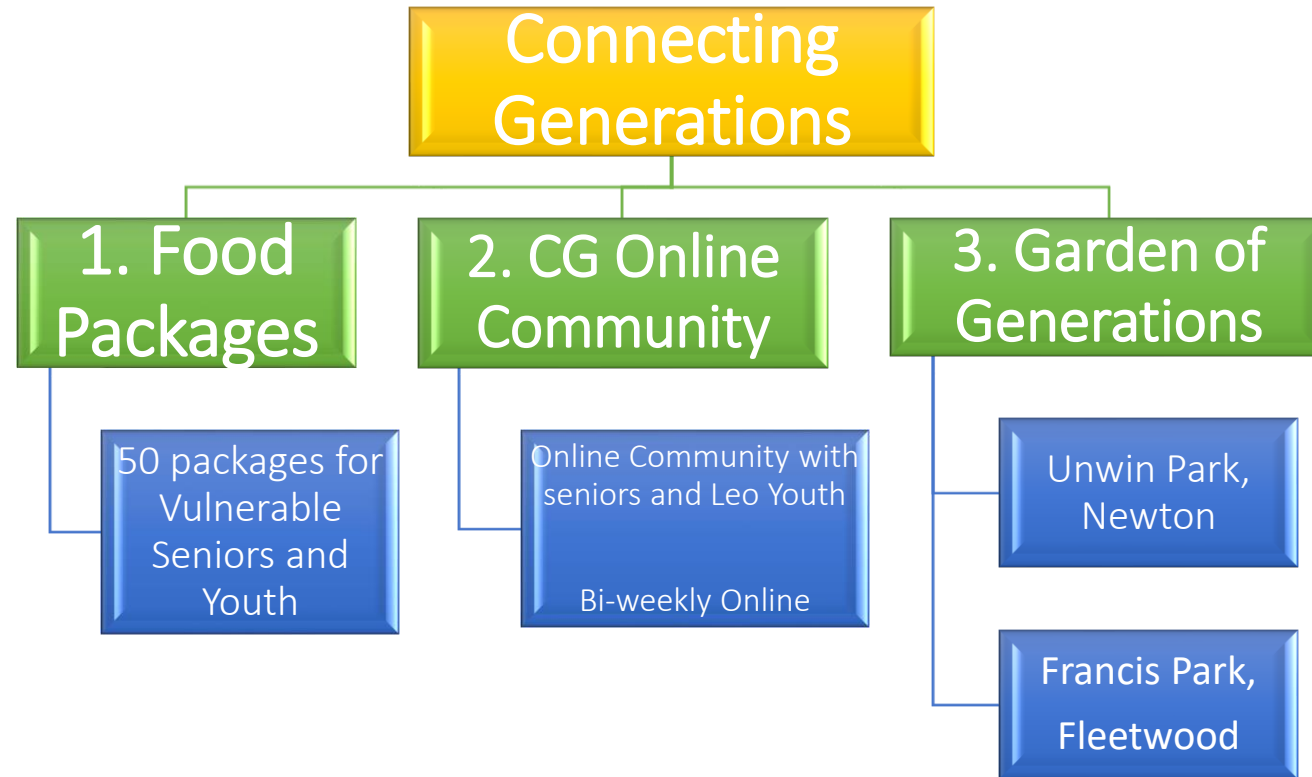 Connecting
Generations
1. Food
Packages
50 packages for
Vulnerable
Seniors and
Youth
2. CG Online
Community
Online Community with
seniors and Leo Youth
Bi-weekly Online
3. Garden of
Generations
Unwin Park,
Newton
Francis Park,
Fleetwood